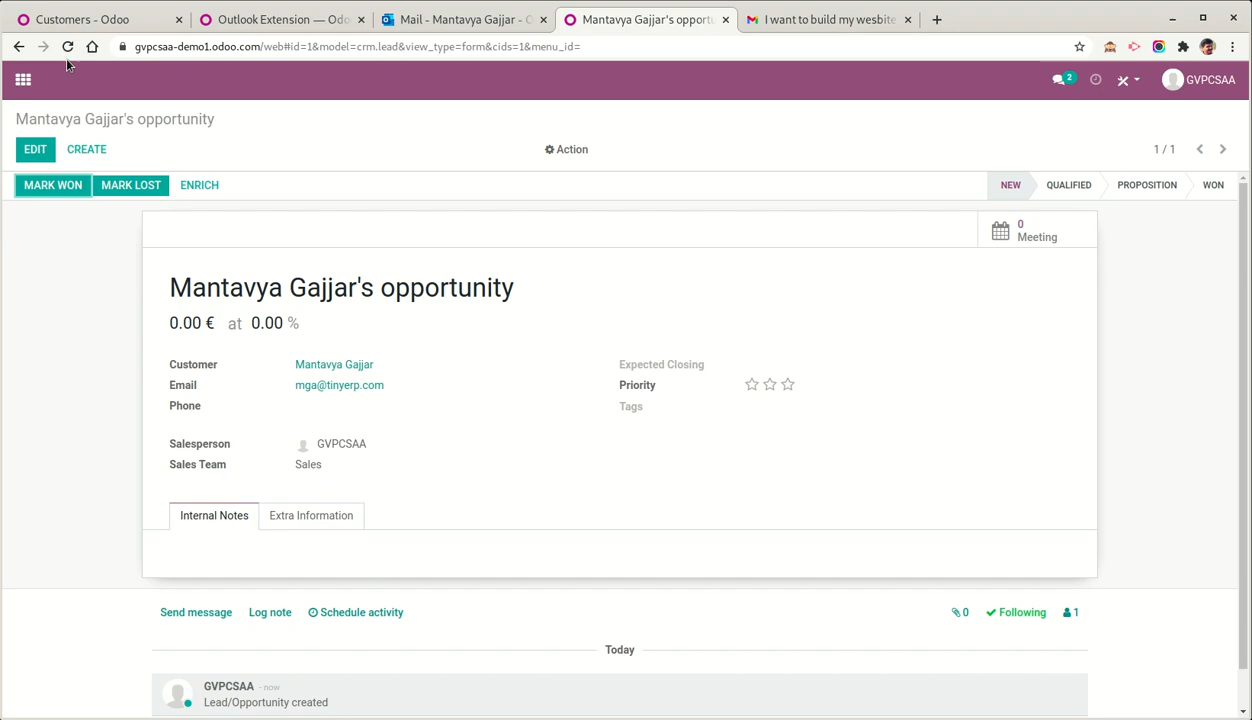 Customers - Odoo
Outlook Extension — Odo
Mail - Mantavya Gajjar - O
Mantavya Gajjar's opportu
I want to build my wesbite
gvpcsaa-demo1.odoo.com/web#id=1&model=crm.lead&view_type=form&cids=1&menu_id=
2
GVPCSAA
Mantavya Gajjar's opportunity
EDIT CREATE Action 1 / 1
MARK WON MARK LOST ENRICH NEW QUALIFIED PROPOSITION WON
0
Meeting
Mantavya Gajjar's opportunity
0.00 € at 0.00 %
Customer Mantavya Gajjar Expected Closing
Email mga@tinyerp.com Priority
Phone Tags
Salesperson GVPCSAA
Sales Team Sales
Internal Notes Extra Information
Send message Log note Schedule activity 0 Following 1
Today
GVPCSAA - now
Lead/Opportunity created